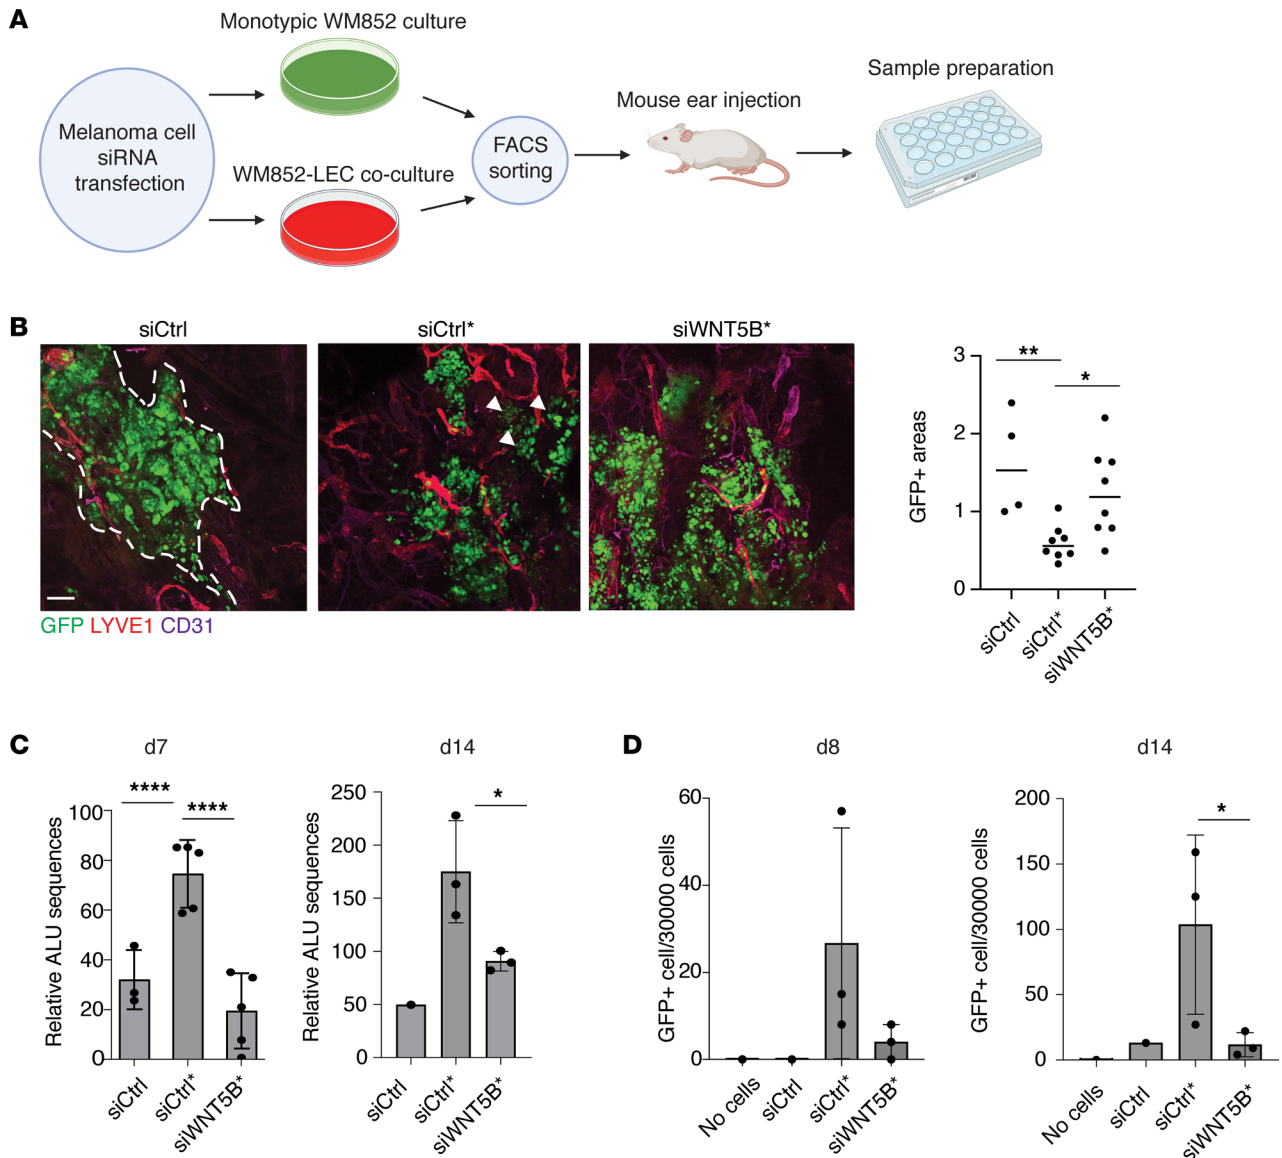 A
Monotypic WM852 culture
Melanoma cell
siRNA
transfection
WM852-LEC co-culture
FACS
sorting
Mouse ear injection
Sample preparation
B
siCtrl
siCtrl*
siWNT5B*
GFP LYVE1 CD31
GFP+ areas
3
2
1
0
**
*
siCtrl
siCtrl*
siWNT5B*
C
d7
Relative ALU sequences
100
80
60
40
20
0
****
****
siCtrl
siCtrl*
siWNT5B*
d14
Relative ALU sequences
250
200
150
100
50
0
*
siCtrl
siCtrl*
siWNT5B*
D
d8
GFP+ cell/30000 cells
60
40
20
0
No cells
siCtrl
siCtrl*
siWNT5B*
d14
GFP+ cell/30000 cells
200
150
100
50
0
*
No cells
siCtrl
siCtrl*
siWNT5B*